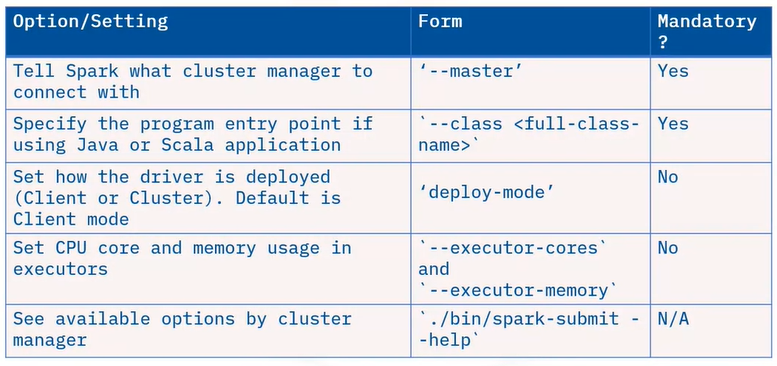 Option/Setting
Form
Mandatory
?
Tell Spark what cluster manager to
connect with
‘--master’
Yes
Specify the program entry point if
using Java or Scala application
`--class <full-class-
name>`
Yes
Set how the driver is deployed
(Client or Cluster). Default is
Client mode
‘deploy-mode’
No
Set CPU core and memory usage in
executors
`--executor-cores`
and
`--executor-memory`
No
See available options by cluster
manager
`./bin/spark-submit -
-help`
N/A